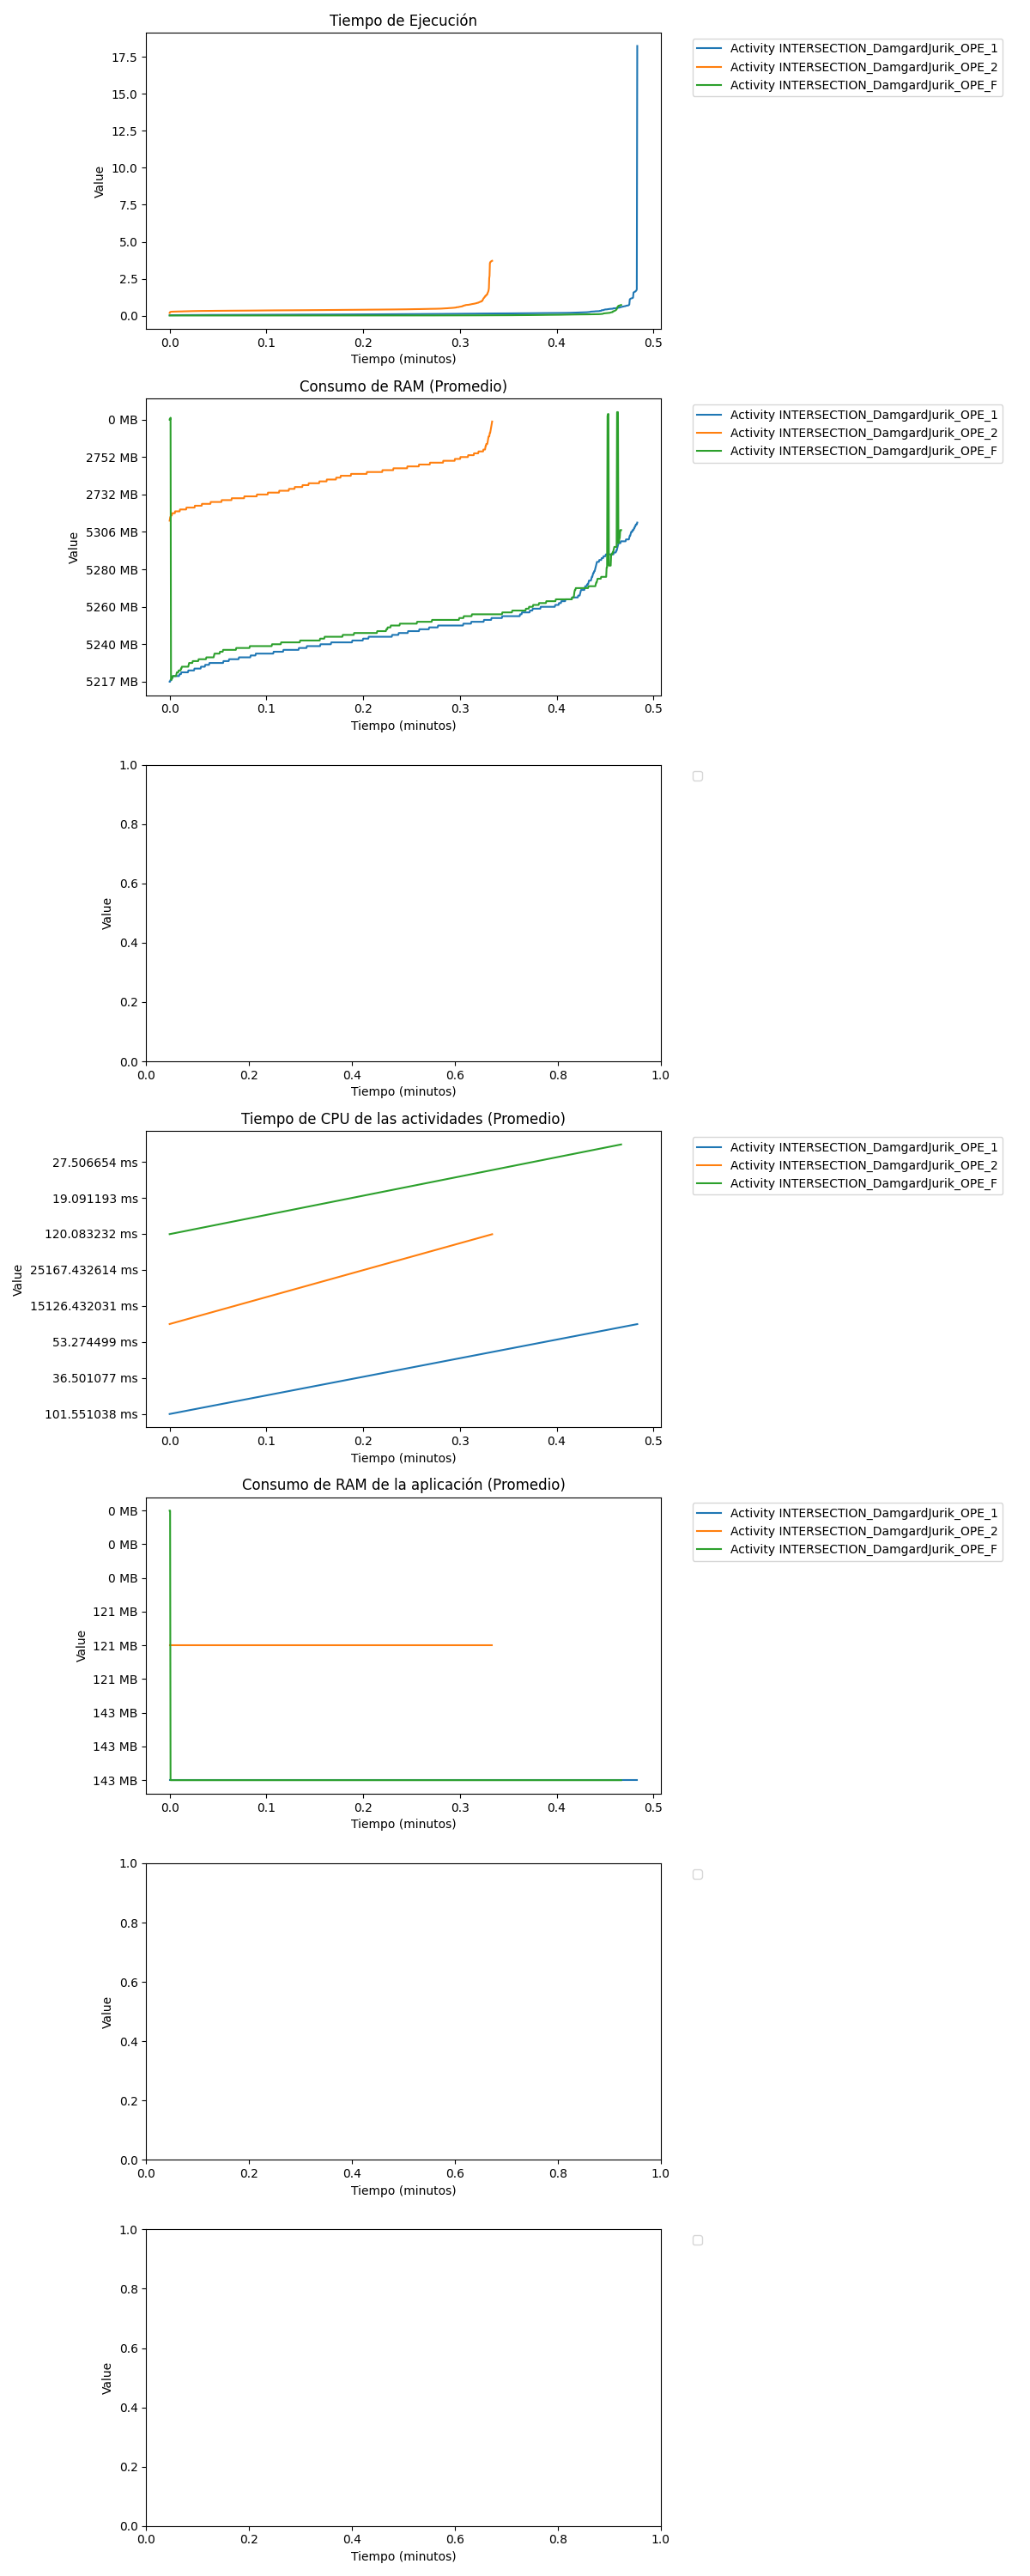 Tiempo de Ejecución
17.5
15.0
12.5
10.0
7.5
5.0
2.5
0.0
Value
0.0 0.1 0.2 0.3 0.4 0.5
Tiempo (minutos)
Activity INTERSECTION_DamgardJurik_OPE_1
Activity INTERSECTION_DamgardJurik_OPE_2
Activity INTERSECTION_DamgardJurik_OPE_F
Consumo de RAM (Promedio)
0 MB
2752 MB
2732 MB
5306 MB
5280 MB
5260 MB
5240 MB
5217 MB
Value
0.0 0.1 0.2 0.3 0.4 0.5
Tiempo (minutos)
Activity INTERSECTION_DamgardJurik_OPE_1
Activity INTERSECTION_DamgardJurik_OPE_2
Activity INTERSECTION_DamgardJurik_OPE_F
1.0
0.8
0.6
0.4
0.2
0.0
Value
0.0 0.2 0.4 0.6 0.8 1.0
Tiempo (minutos)
Tiempo de CPU de las actividades (Promedio)
27.506654 ms
19.091193 ms
120.083232 ms
25167.432614 ms
15126.432031 ms
53.274499 ms
36.501077 ms
101.551038 ms
Value
0.0 0.1 0.2 0.3 0.4 0.5
Tiempo (minutos)
Activity INTERSECTION_DamgardJurik_OPE_1
Activity INTERSECTION_DamgardJurik_OPE_2
Activity INTERSECTION_DamgardJurik_OPE_F
Consumo de RAM de la aplicación (Promedio)
0 MB
0 MB
0 MB
121 MB
121 MB
121 MB
143 MB
143 MB
143 MB
Value
0.0 0.1 0.2 0.3 0.4 0.5
Tiempo (minutos)
Activity INTERSECTION_DamgardJurik_OPE_1
Activity INTERSECTION_DamgardJurik_OPE_2
Activity INTERSECTION_DamgardJurik_OPE_F
1.0
0.8
0.6
0.4
0.2
0.0
Value
0.0 0.2 0.4 0.6 0.8 1.0
Tiempo (minutos)
1.0
0.8
0.6
0.4
0.2
0.0
Value
0.0 0.2 0.4 0.6 0.8 1.0
Tiempo (minutos)